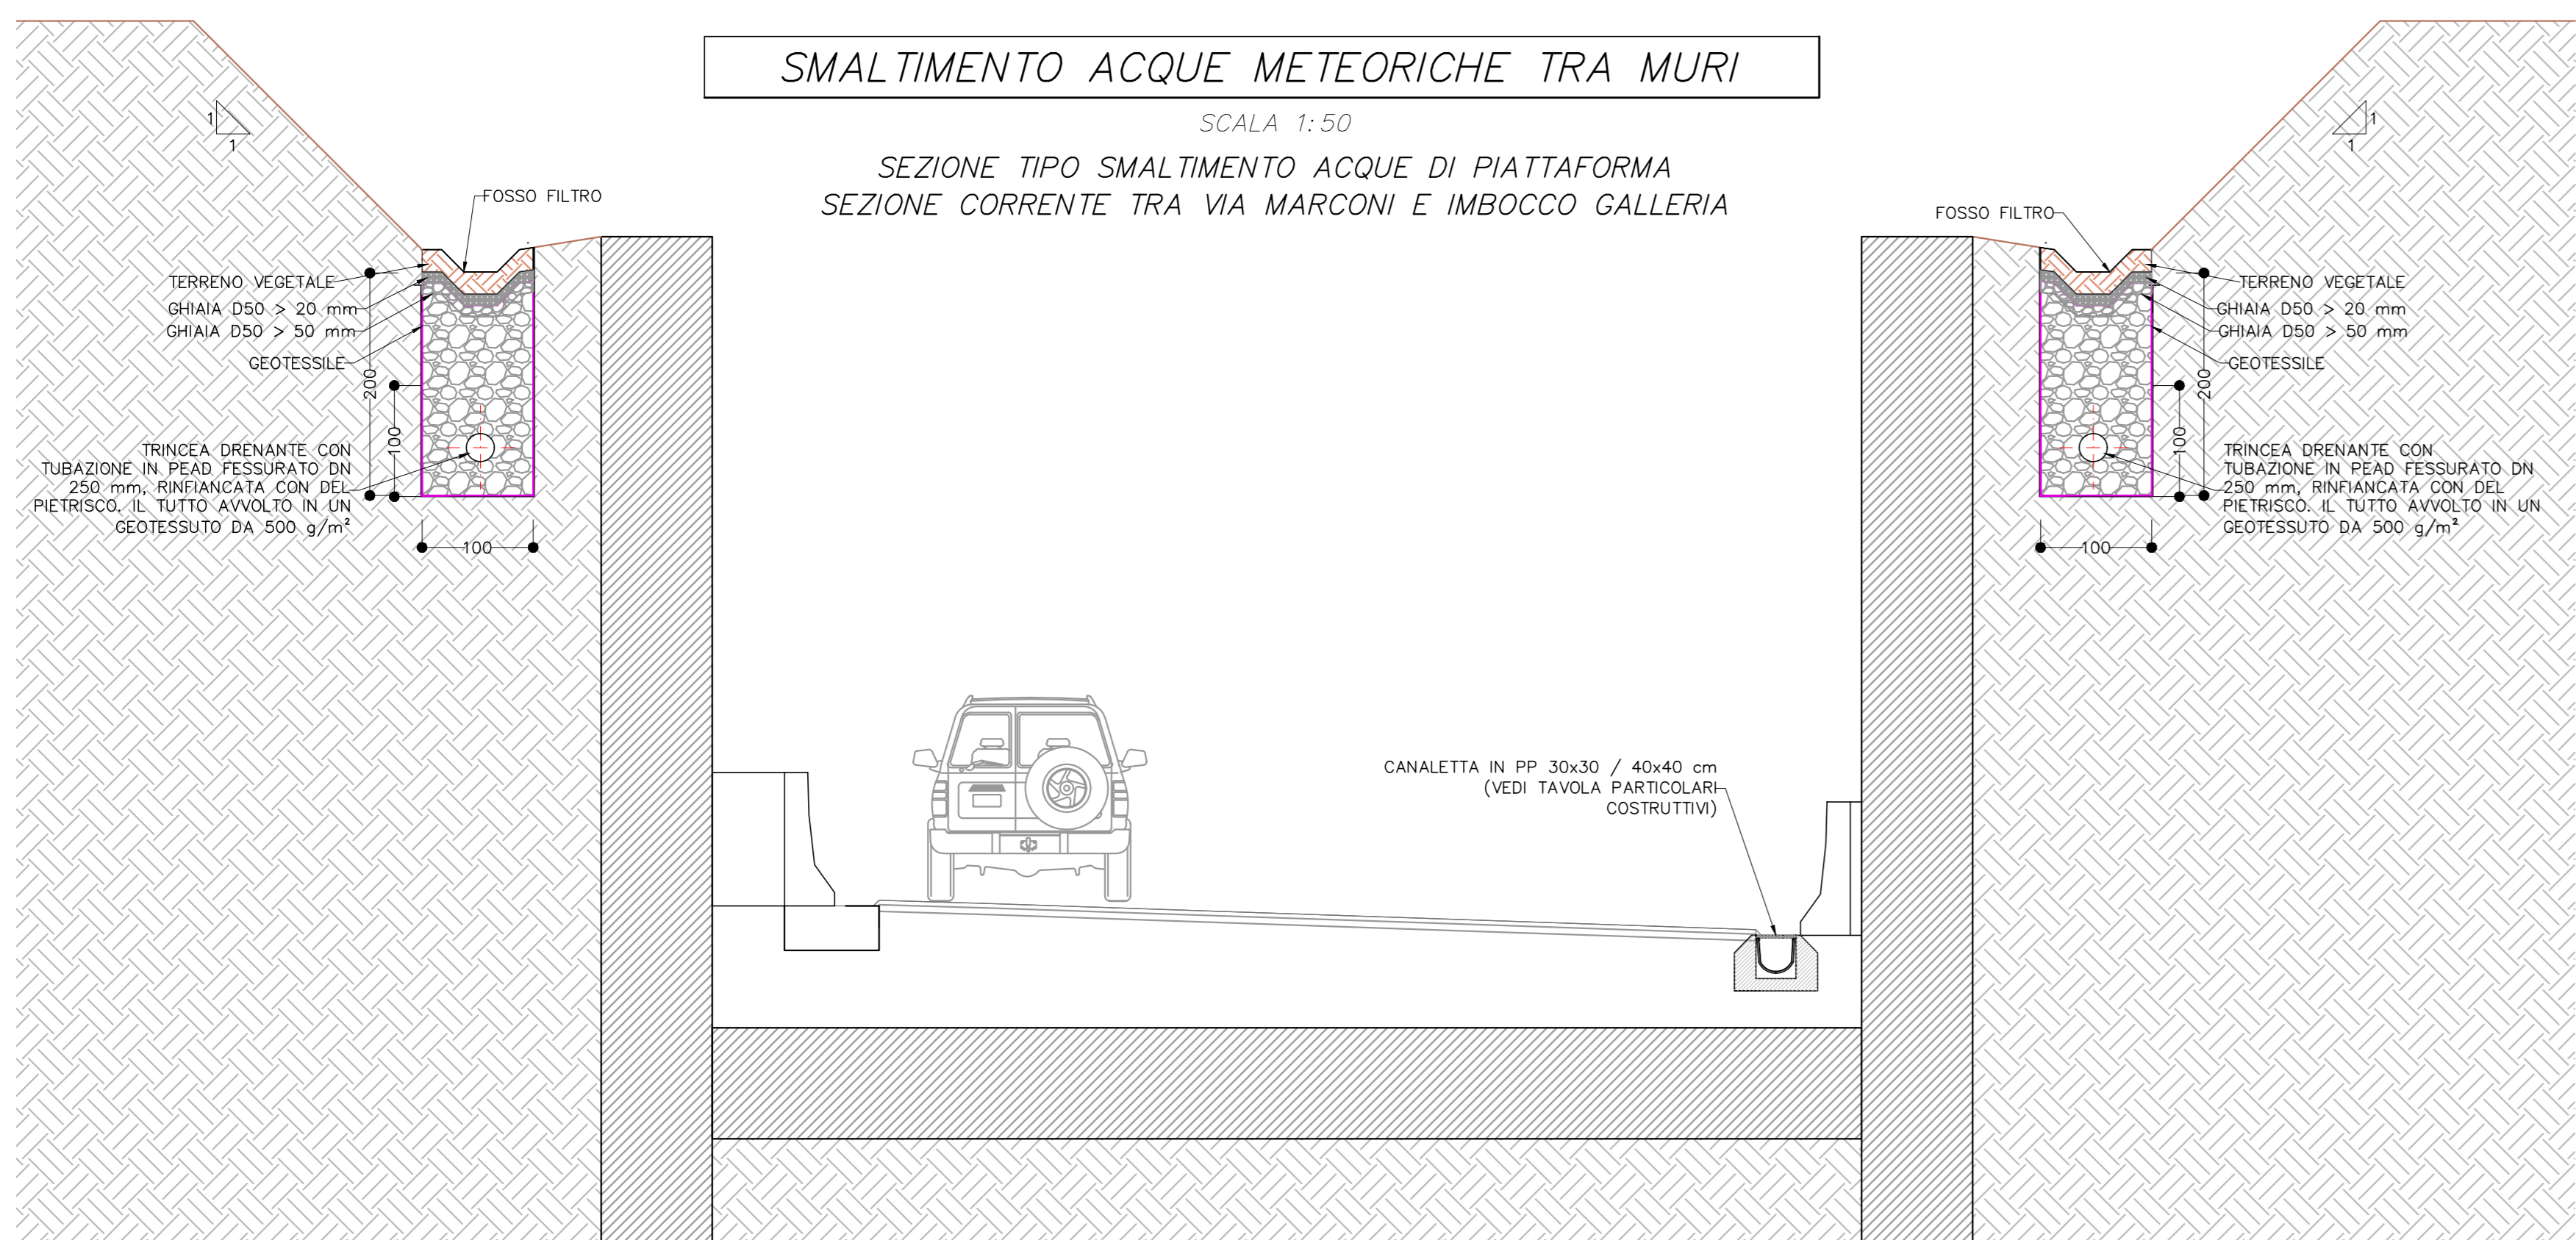 SMALTIMENTO ACQUE METEORICHE TRA MURI
SCALA 1:50
SEZIONE TIPO SMALTIMENTO ACQUE DI PIATTAFORMA
SEZIONE CORRENTE TRA VIA MARCONI E IMBOCCO GALLERIA
1
1
FOSSO FILTRO
TERRENO VEGETALE
GHIAIA D50 > 20 mm
GHIAIA D50 > 50 mm
GEOTESSILE
200
100
TRINCEA DRENANTE CON
TUBAZIONE IN PEAD FESSURATO DN
250 mm, RINFIANCATA CON DEL
PIETRISCO. IL TUTTO AVVOLTO IN UN
GEOTESSUTO DA 500 g/m²
100
CANALETTA IN PP 30x30 / 40x40 cm
(VEDI TAVOLA PARTICOLARI
COSTRUTTIVI)
1
1
FOSSO FILTRO
TERRENO VEGETALE
GHIAIA D50 > 20 mm
GHIAIA D50 > 50 mm
GEOTESSILE
200
100
TRINCEA DRENANTE CON
TUBAZIONE IN PEAD FESSURATO DN
250 mm, RINFIANCATA CON DEL
PIETRISCO. IL TUTTO AVVOLTO IN UN
GEOTESSUTO DA 500 g/m²
100